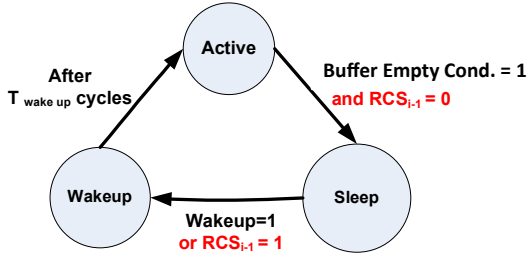 Active
After
T wake up cycles
Buffer Empty Cond. = 1
and RCSi-1 = 0
Wakeup
Sleep
Wakeup=1
or RCSi-1 = 1